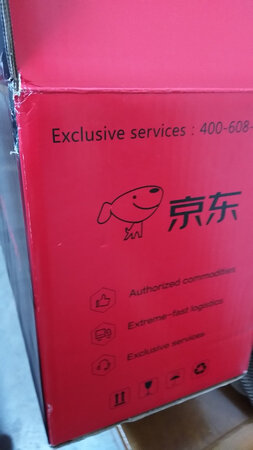 Exclusive services : 400-608-
京东
Authorized commodities
Extreme-fast logistics
Exclusive services